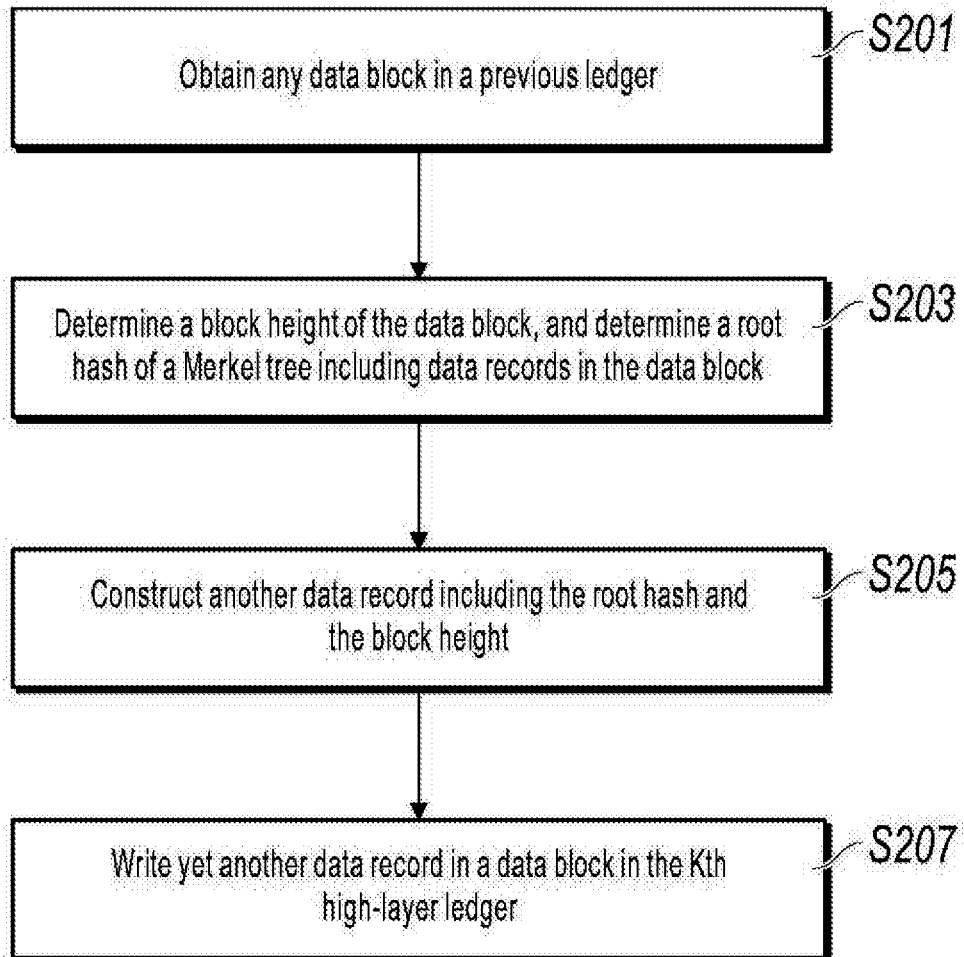 S201
Obtain any data block in a previous ledger
S203
Determine a block height of the data block, and determine a root
hash of a Merkel tree including data records in the data block
S205
Construct another data record including the root hash and
the block height
S207
Write yet another data record in a data block in the Kth
high-layer ledger